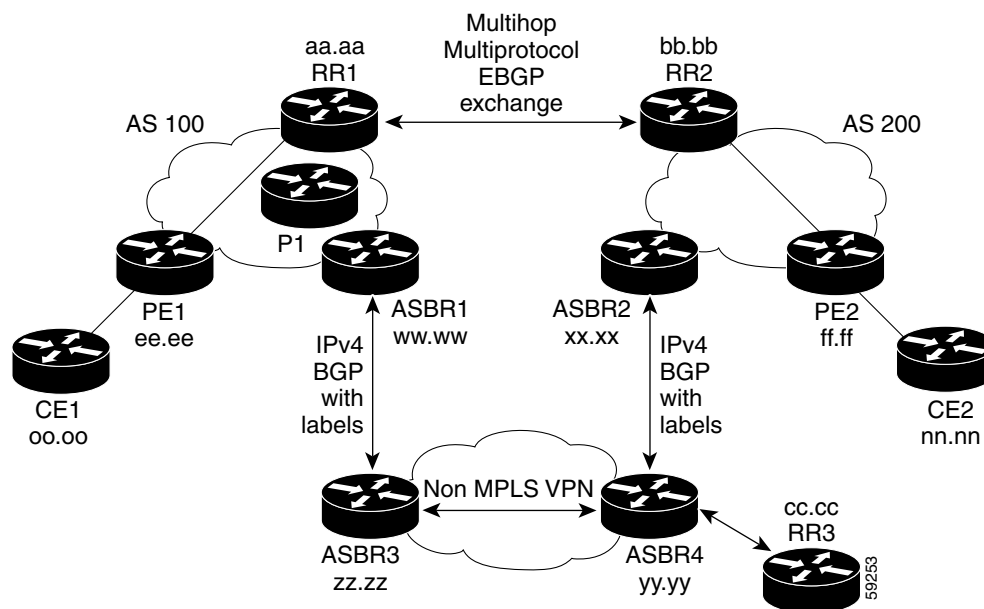 Multihop
Multiprotocol
EBGP
exchange
aa.aa
RR1
bb.bb
RR2
AS 100
AS 200
P1
PE1
ee.ee
ASBR1
ww.ww
ASBR2
xx.xx
PE2
ff.ff
CE1
oo.oo
IPv4
BGP
with
labels
IPv4
BGP
with
labels
CE2
nn.nn
Non MPLS VPN
ASBR3
zz.zz
ASBR4
yy.yy
cc.cc
RR3
59253